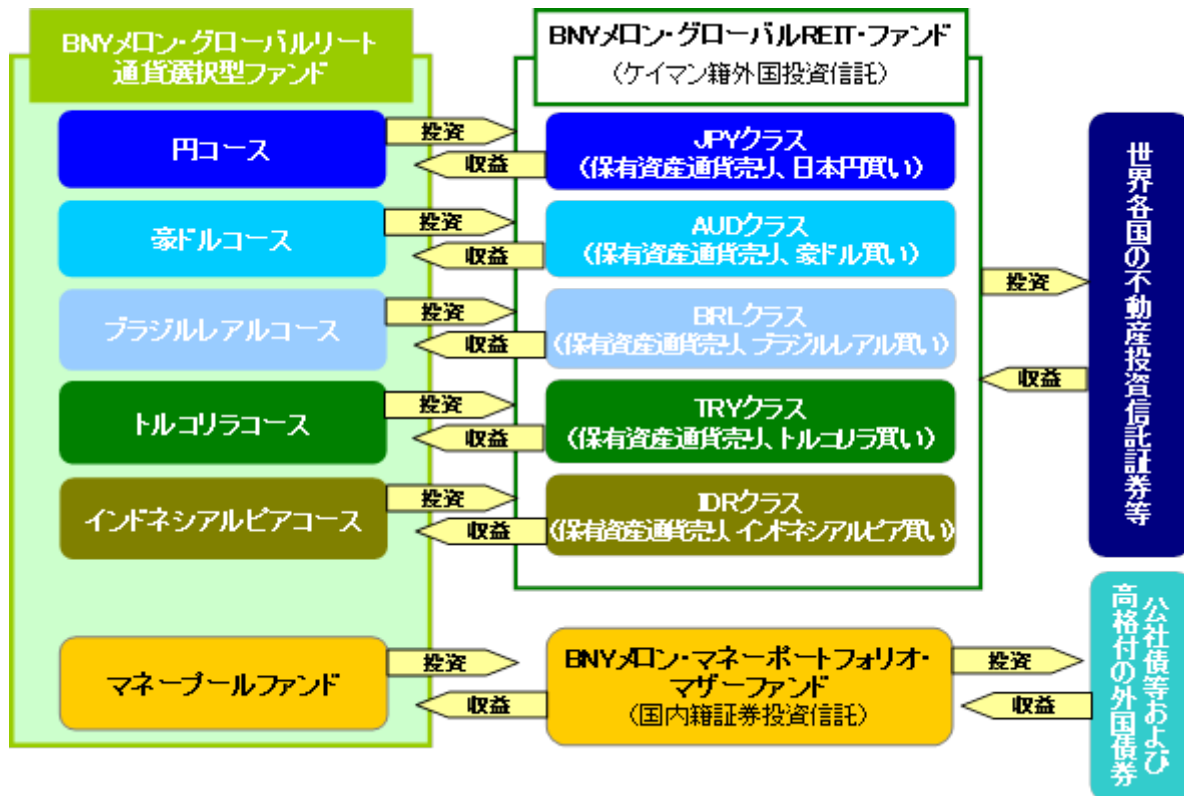 BNYメロン・グローバルリート
通貨選択型ファンド
BNYメロン・グローバルREIT・ファンド
(ケイマン籍外国投資信託)
円コース
投資
収益
JPYクラス
(保有資産通貨売り、日本円買い)
豪ドルコース
投資
収益
AUDクラス
(保有資産通貨売り、豪ドル買い)
ブラジルレアルコース
投資
収益
BRLクラス
(保有資産通貨売り、ブラジルレアル買い)
トルコリラコース
投資
収益
TRYクラス
(保有資産通貨売り、トルコリラ買い)
インドネシアルピアコース
投資
収益
IDRクラス
(保有資産通貨売り、インドネシアルピア買い)
投資
収益
世界各国の不動産投資信託証券等
マネープールファンド
投資
収益
BNYメロン・マネーポートフォリオ・
マザーファンド
(国内籍証券投資信託)
投資
収益
公社債等および
高格付の外国債券